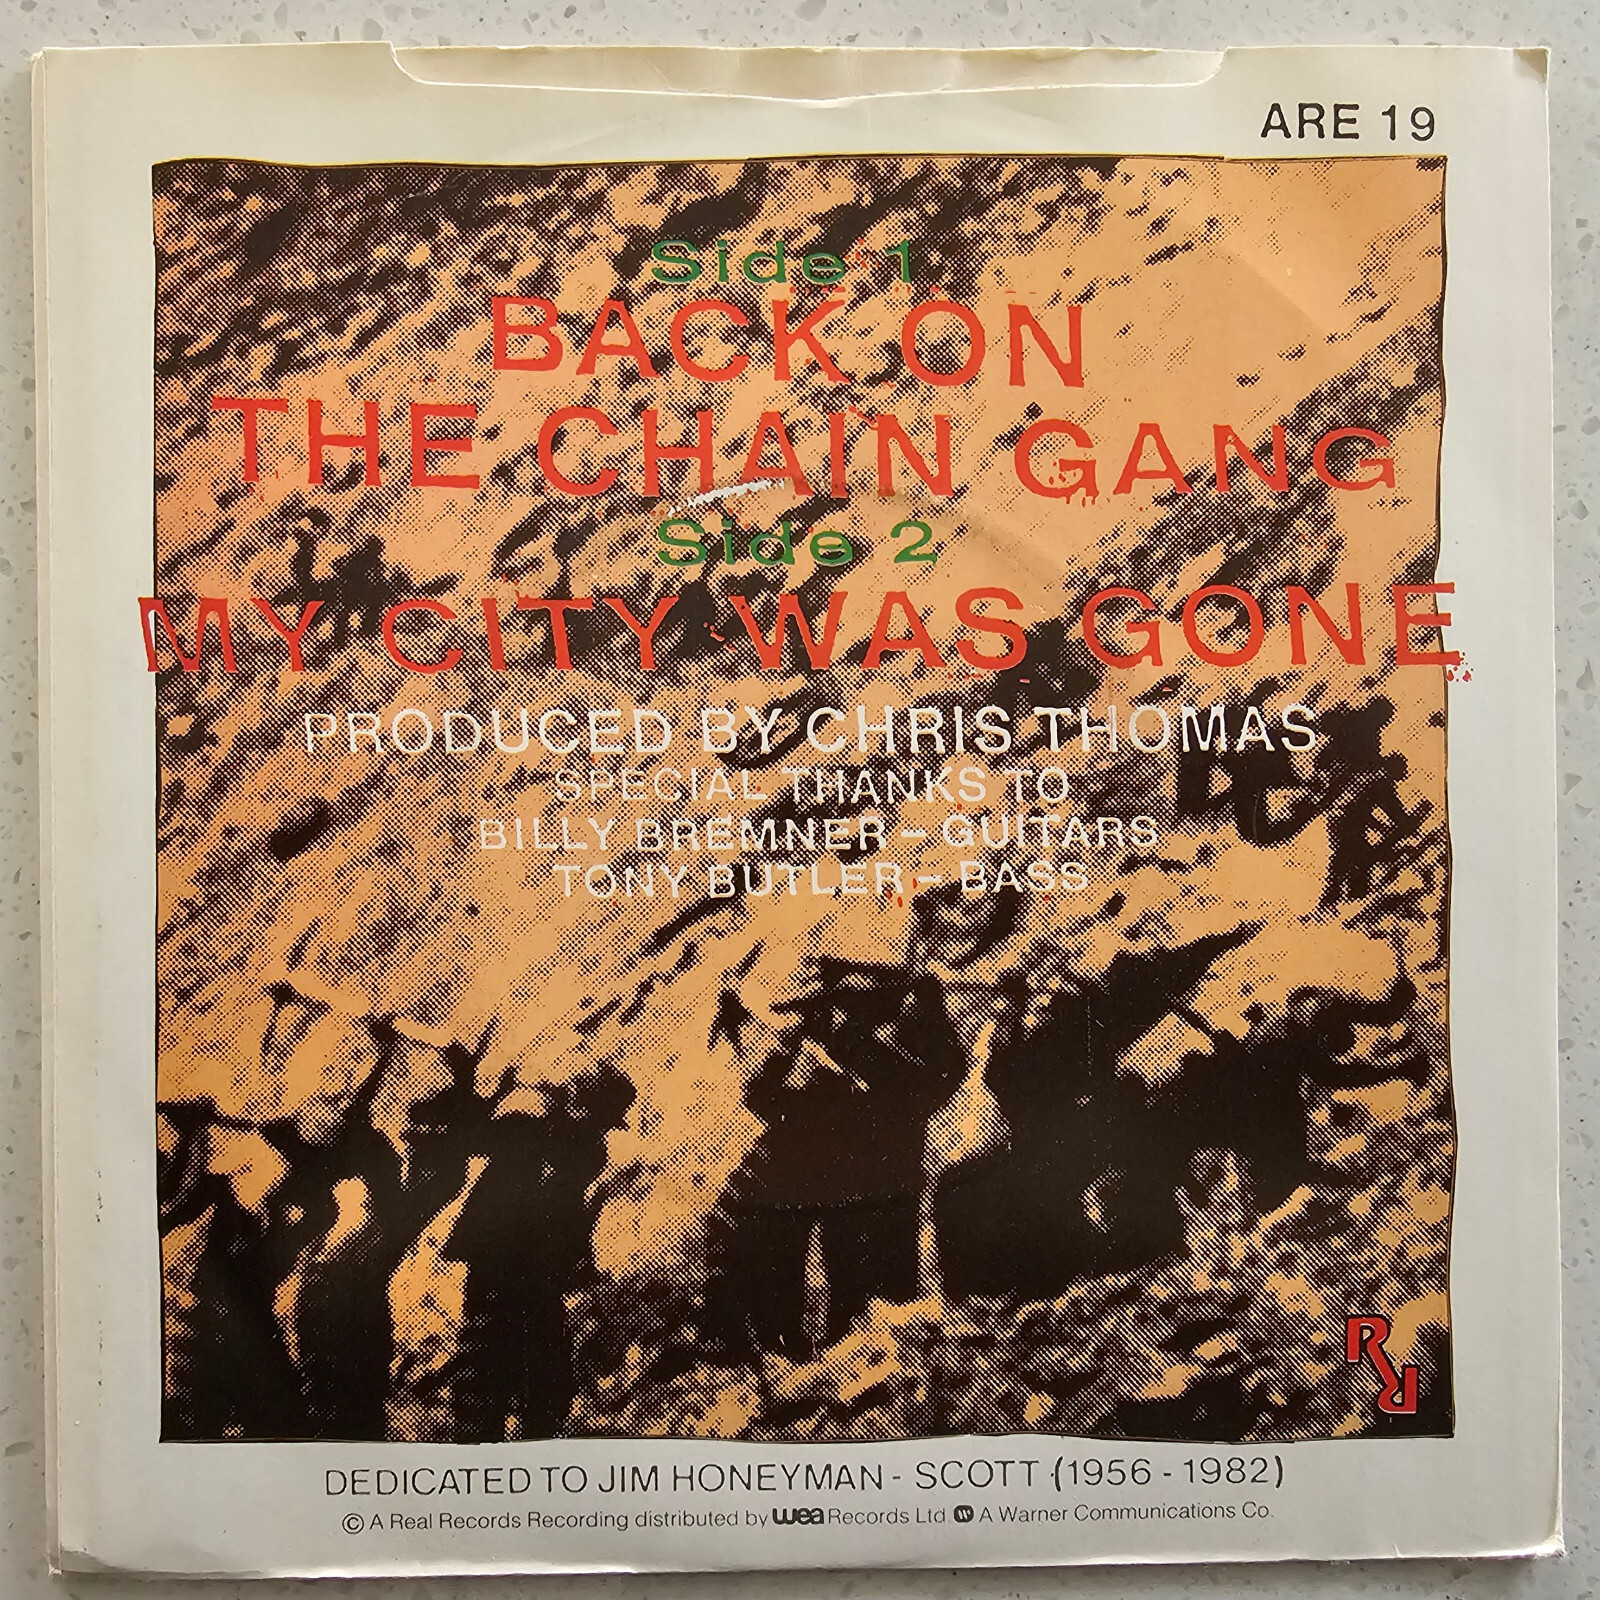 ARE 19
Side 1
BACK ON
THE CHAIN GANG
Side 2
MY CITY WAS GONE
PRODUCED BY CHRIS THOMAS
SPECIAL THANKS TO
BILLY BREMNER – GUITARS
TONY BUTLER – BASS
RR
DEDICATED TO JIM HONEYMAN - SCOTT (1956 - 1982)
© A Real Records Recording distributed by wea Records Ltd. W A Warner Communications Co.